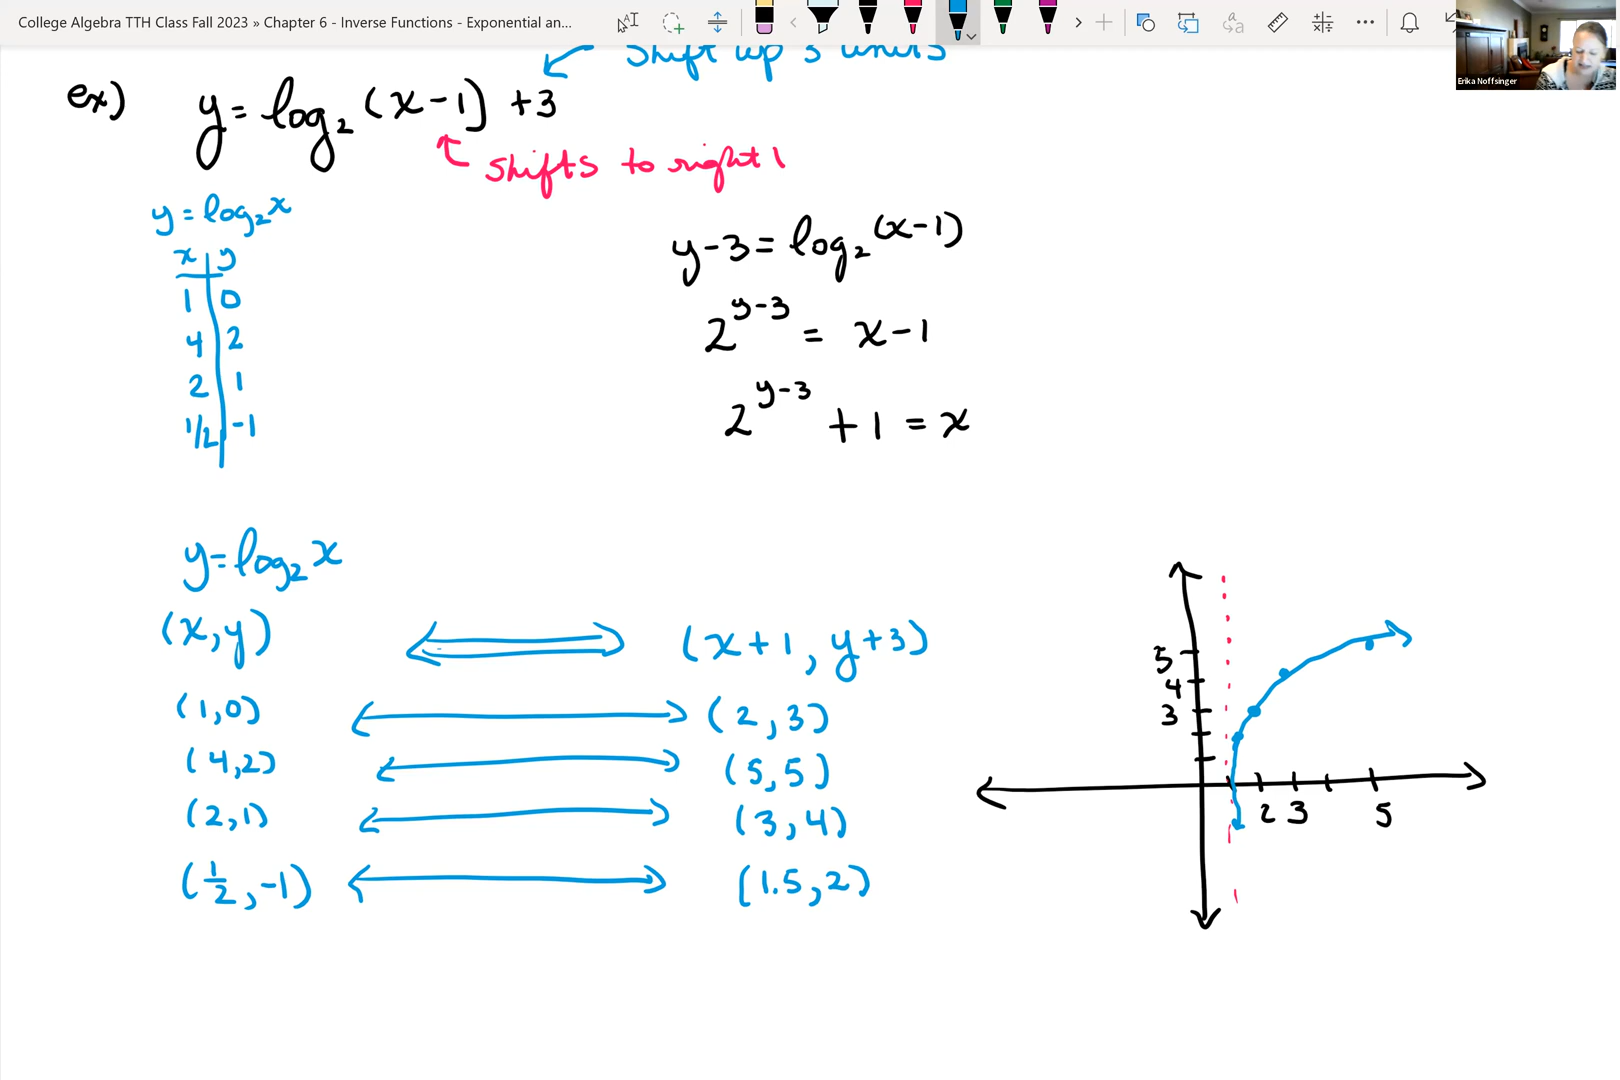 College Algebra TTH Class Fall 2023 » Chapter 6 - Inverse Functions - Exponential an...
Erika Noffsinger
shift up 3 units
ex) y = log₂(x-1) + 3
shifts to right 1
y = log₂x
x y
1 0
4 2
2 1
1/2 -1
y-3 = log₂(x-1)
2^(y-3) = x-1
2^(y-3) + 1 = x
y = log₂x
(x,y) (x+1, y+3)
(1,0) (2,3)
(4,2) (5,5)
(2,1) (3,4)
(1/2,-1) (1.5,2)
5
4
3
2 3 5